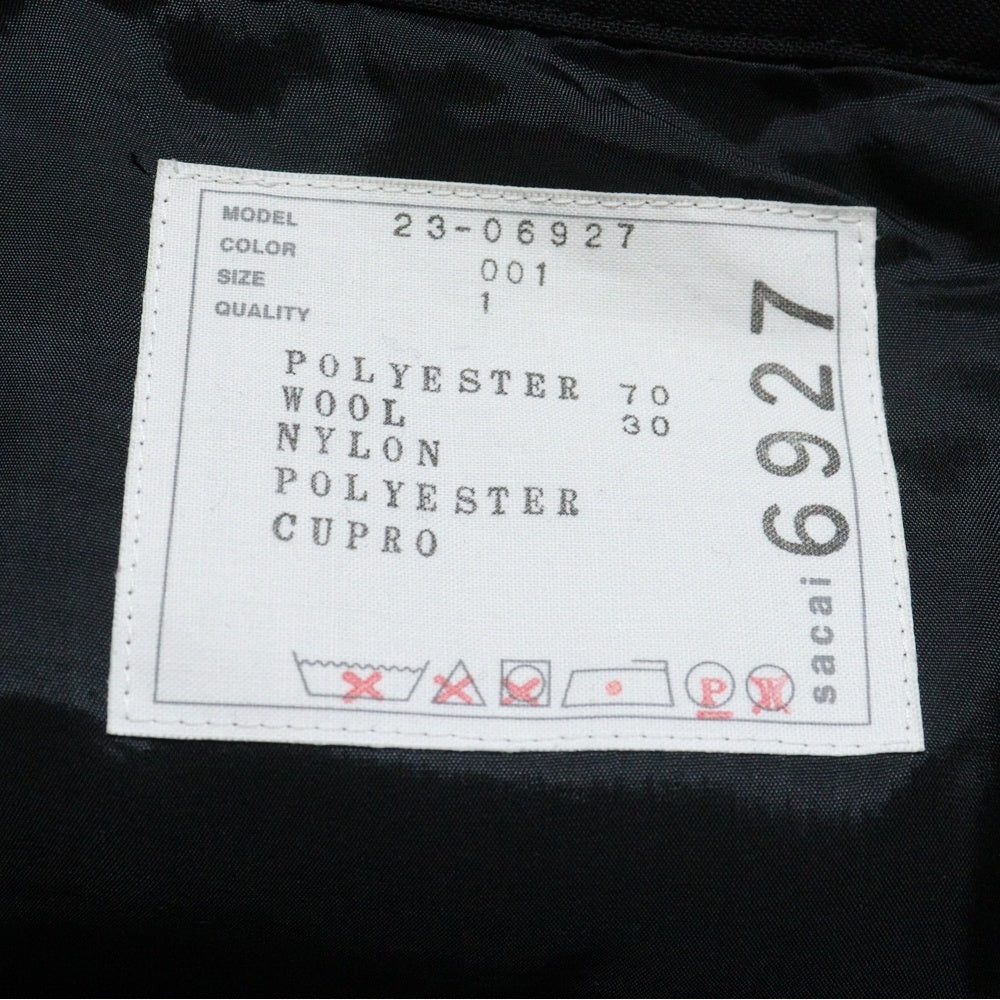 MODEL 23-06927
COLOR 001
SIZE 1
QUALITY
POLYESTER 70
WOOL 30
NYLON
POLYESTER
CUPRO
P W
sacai 6927